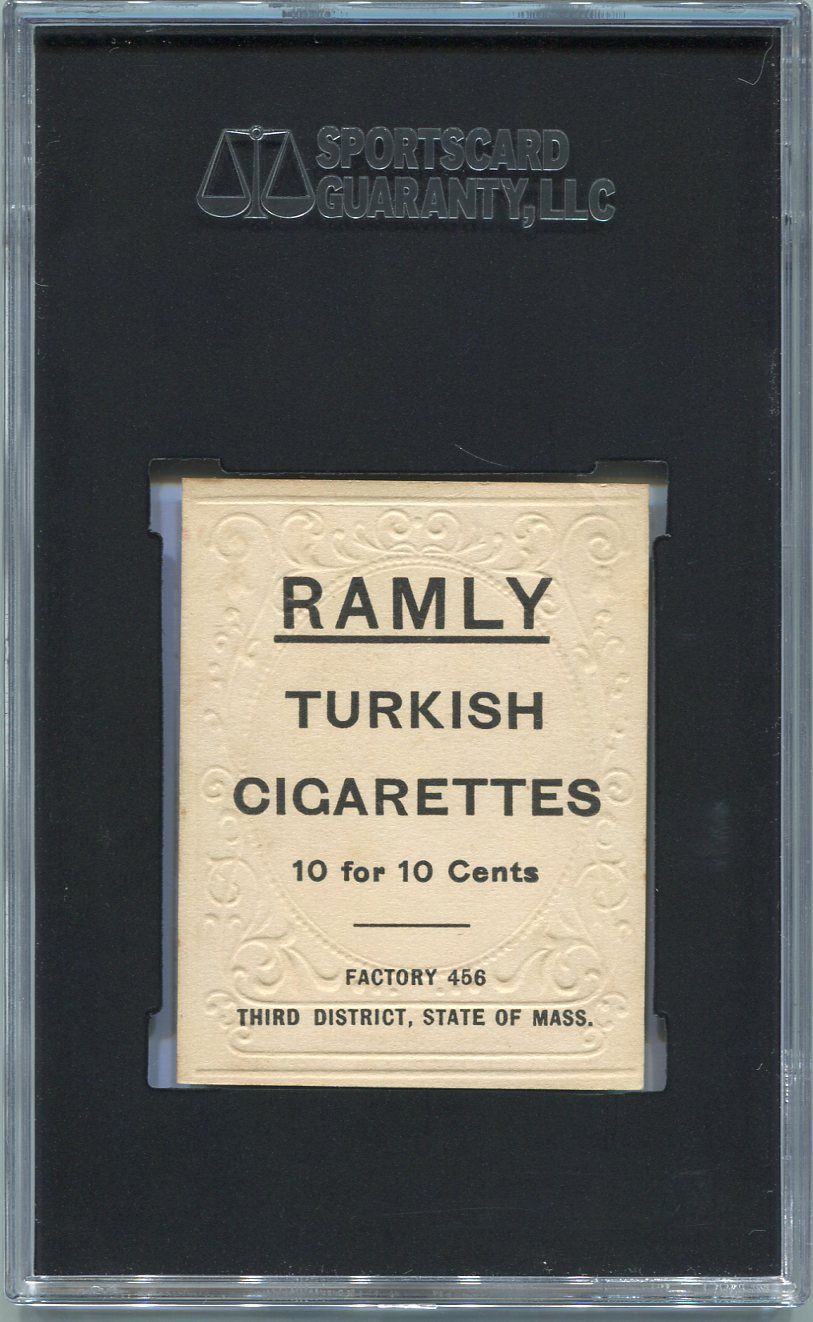 SPORTSCARD
GUARANTY, LLC
RAMLY
TURKISH
CIGARETTES
10 for 10 Cents
FACTORY 456
THIRD DISTRICT, STATE OF MASS.